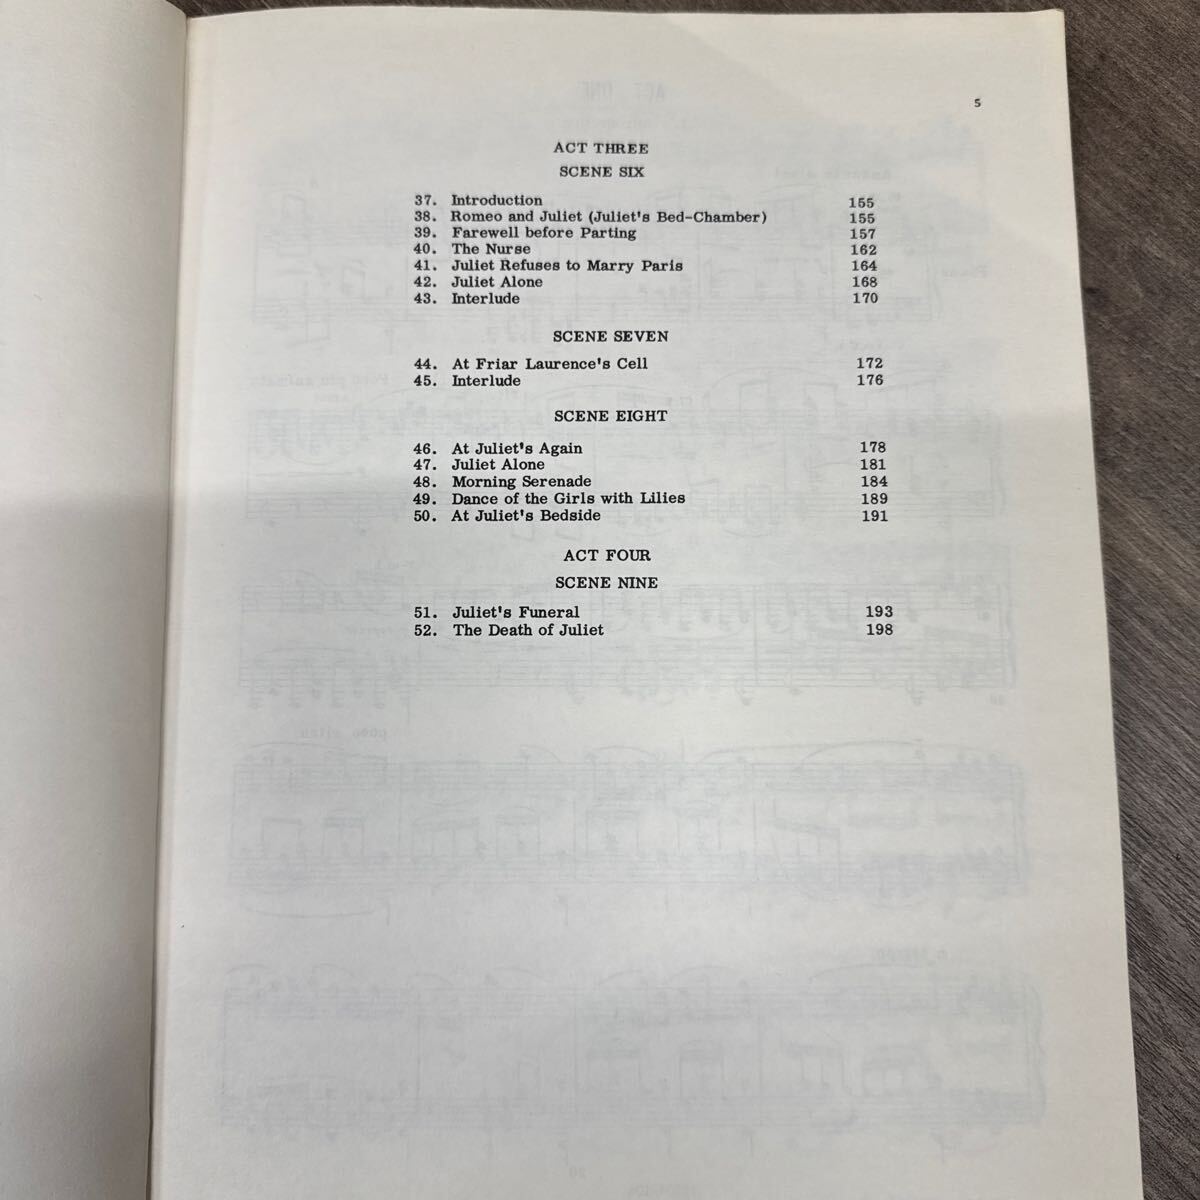 5
ACT THREE
SCENE SIX
37. Introduction 155
38. Romeo and Juliet (Juliet's Bed-Chamber) 155
39. Farewell before Parting 157
40. The Nurse 162
41. Juliet Refuses to Marry Paris 164
42. Juliet Alone 168
43. Interlude 170
SCENE SEVEN
44. At Friar Laurence's Cell 172
45. Interlude 176
SCENE EIGHT
46. At Juliet's Again 178
47. Juliet Alone 181
48. Morning Serenade 184
49. Dance of the Girls with Lilies 189
50. At Juliet's Bedside 191
ACT FOUR
SCENE NINE
51. Juliet's Funeral 193
52. The Death of Juliet 198